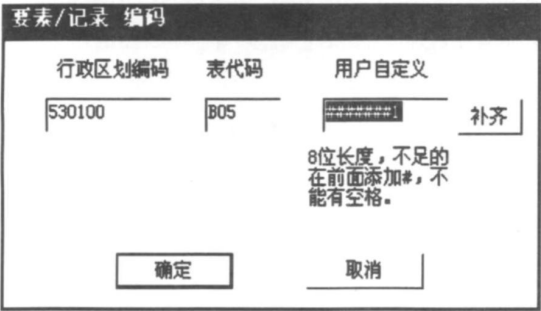 要素/记录 编码
行政区划编码 表代码 用户自定义
530100 B05 #######1 补齐
8位长度，不足的
在前面添加#，不
能有空格。
确定 取消